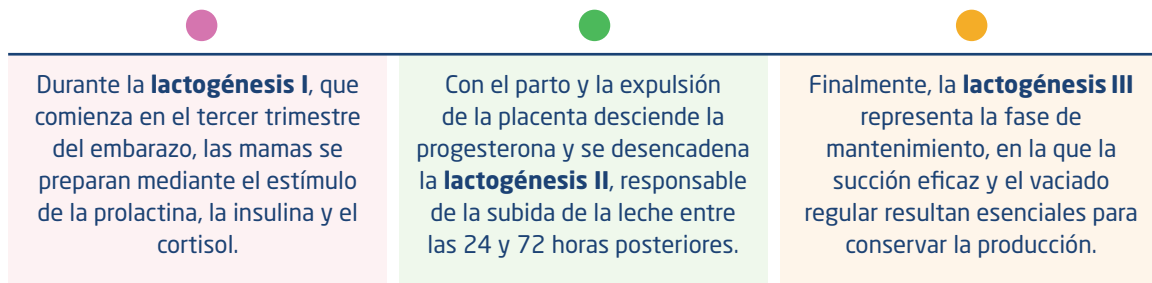 Durante la lactogénesis I, que
comienza en el tercer trimestre
del embarazo, las mamas se
preparan mediante el estímulo
de la prolactina, la insulina y el
cortisol.
Con el parto y la expulsión
de la placenta desciende la
progesterona y se desencadena
la lactogénesis II, responsable
de la subida de la leche entre
las 24 y 72 horas posteriores.
Finalmente, la lactogénesis III
representa la fase de
mantenimiento, en la que la
succión eficaz y el vaciado
regular resultan esenciales para
conservar la producción.